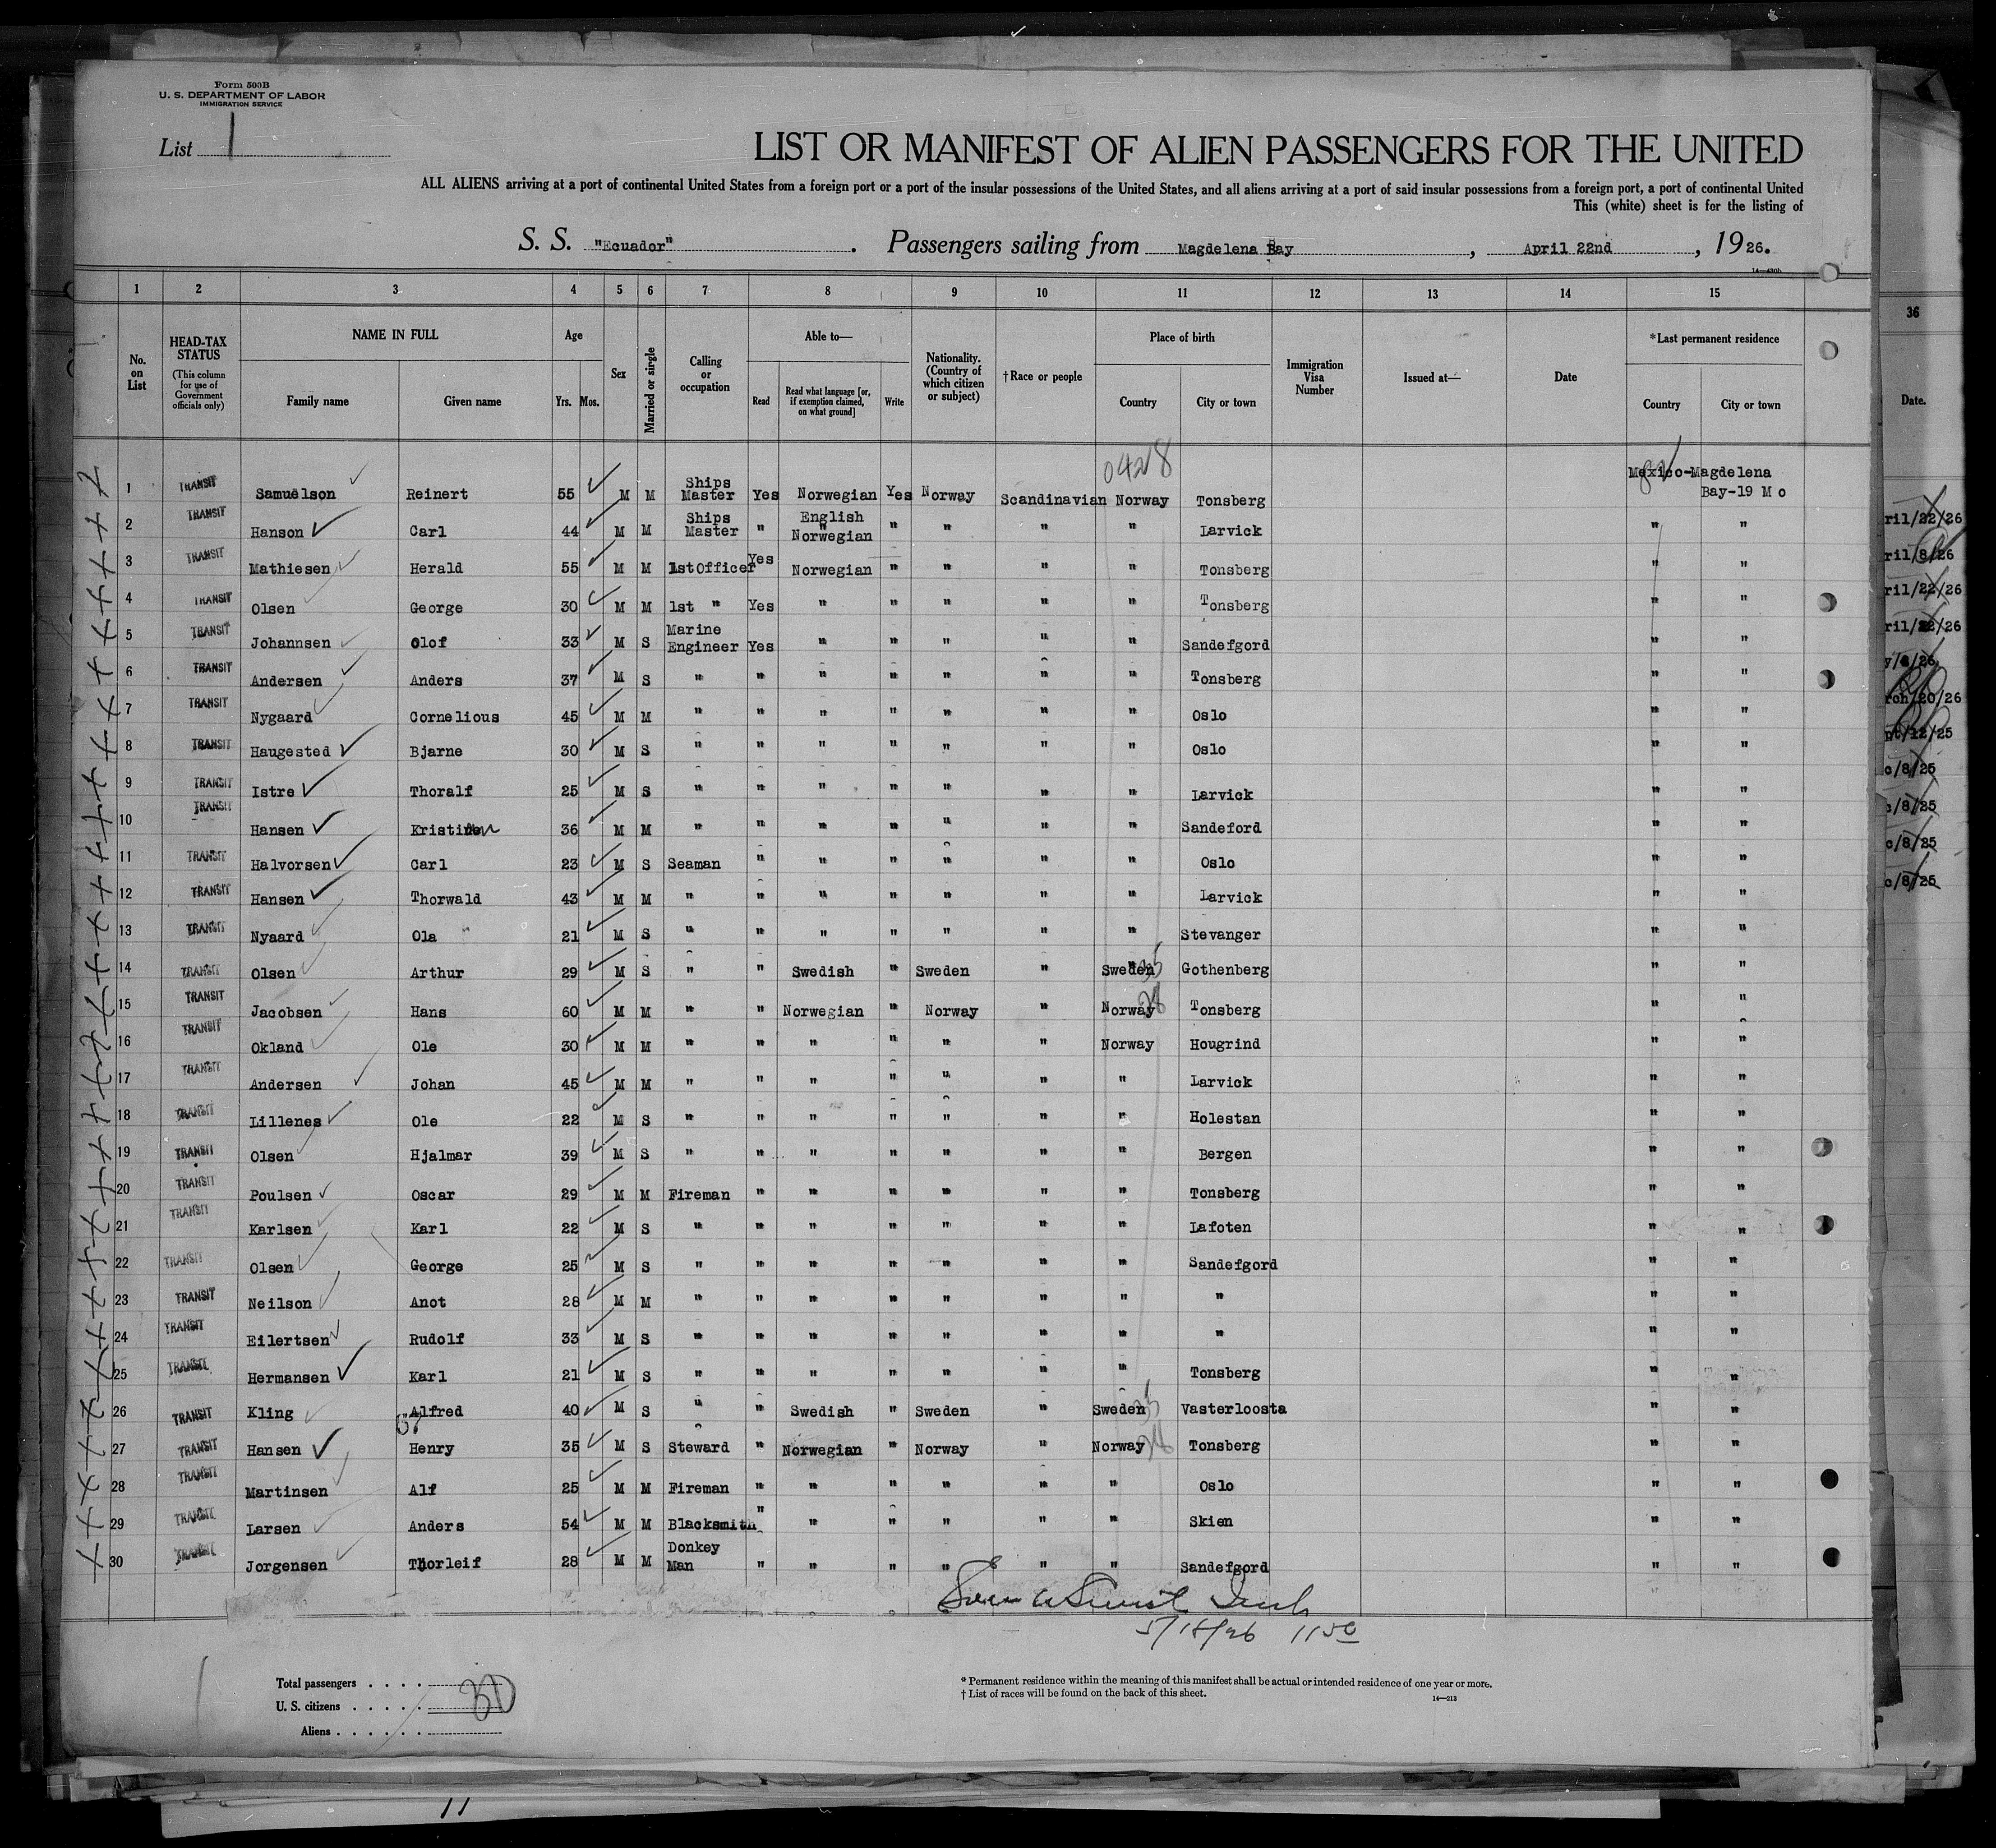 Form 500B
U. S. DEPARTMENT OF LABOR
IMMIGRATION SERVICE
List 1
LIST OR MANIFEST OF ALIEN PASSENGERS FOR THE UNITED
ALL ALIENS arriving at a port of continental United States from a foreign port or a port of the insular possessions of the United States, and all aliens arriving at a port of said insular possessions from a foreign port, a port of continental United
This (white) sheet is for the listing of
S. S. "Ecuador" . Passengers sailing from Magdelena Bay , April 22nd , 1926.
1 2 3 4 5 6 7 8 9 10 11 12 13 14 15
36
No. on List
HEAD-TAX STATUS (This column for use of Government officials only)
NAME IN FULL
Family name Given name
Age Yrs. Mos.
Sex
Married or single
Calling or occupation
Able to—
Read Read what language [or, if exemption claimed, on what ground] Write
Nationality. (Country of which citizen or subject)
†Race or people
Place of birth
Country City or town
Immigration Visa Number
Issued at—
Date
*Last permanent residence
Country City or town
Date.
0428
1 TRANSIT Samuelson Reinert 55 M M Ships Master Yes Norwegian Yes Norway Scandinavian Norway Tonsberg Mexico-Magdelena Bay-19 Mo
2 TRANSIT Hanson Carl 44 M M Ships Master " English " Norwegian " " " " Larvick " "
3 TRANSIT Mathiesen Herald 55 M M 1stOfficer Yes Norwegian " " " " Tonsberg " "
4 TRANSIT Olsen George 30 M M 1st " Yes " " " " " Tonsberg " "
5 TRANSIT Johannsen Olof 33 M S Marine Engineer Yes " " " " " Sandefgord " "
6 TRANSIT Andersen Anders 37 M S " " " " " " " Tonsberg " "
7 TRANSIT Nygaard Cornelious 45 M M " " " " " " " Oslo " "
8 TRANSIT Haugested Bjarne 30 M S " " " " " " " Oslo " "
9 TRANSIT Istre Thoralf 25 M S " " " " " " " Larvick " "
10 TRANSIT Hansen Kristian 36 M M " " " " " " " Sandeford " "
11 TRANSIT Halvorsen Carl 23 M S Seaman " " " " " " Oslo " "
12 TRANSIT Hansen Thorwald 43 M M " " " " " " " Larvick " "
13 TRANSIT Nyaard Ola 21 M S " " " " " " " Stevanger " "
14 TRANSIT Olsen Arthur 29 M S " " Swedish " Sweden " Sweden Gothenberg " "
15 TRANSIT Jacobsen Hans 60 M M " " Norwegian " Norway " Norway Tonsberg " "
16 TRANSIT Okland Ole 30 M M " " " " " " Norway Hougrind " "
17 TRANSIT Andersen Johan 45 M M " " " " " " " Larvick " "
18 TRANSIT Lillenes Ole 22 M S " " " " " " " Holestan " "
19 TRANSIT Olsen Hjalmar 39 M S " " " " " " " Bergen " "
20 TRANSIT Poulsen Oscar 29 M M Fireman " " " " " " Tonsberg " "
21 TRANSIT Karlsen Karl 22 M S " " " " " " " Lafoten " "
22 TRANSIT Olsen George 25 M S " " " " " " " Sandefgord " "
23 TRANSIT Neilson Anot 28 M M " " " " " " " " " "
24 TRANSIT Eilertsen Rudolf 33 M S " " " " " " " " " "
25 TRANSIT Hermansen Karl 21 M S " " " " " " " Tonsberg " "
26 TRANSIT Kling Alfred 40 M S " " Swedish " Sweden " Sweden Vasterloosta " "
27 TRANSIT Hansen Henry 35 M S Steward " Norwegian " Norway " Norway Tonsberg " "
28 TRANSIT Martinsen Alf 25 M M Fireman " " " " " " Oslo " "
29 TRANSIT Larsen Anders 54 M M Blacksmith " " " " " " Skien " "
30 TRANSIT Jorgensen Thorleif 28 M M Donkey Man " " " " " " Sandefgord " "
5/18/26 1150
Total passengers
U. S. citizens 30
Aliens
* Permanent residence within the meaning of this manifest shall be actual or intended residence of one year or more.
† List of races will be found on the back of this sheet.
14—213
11